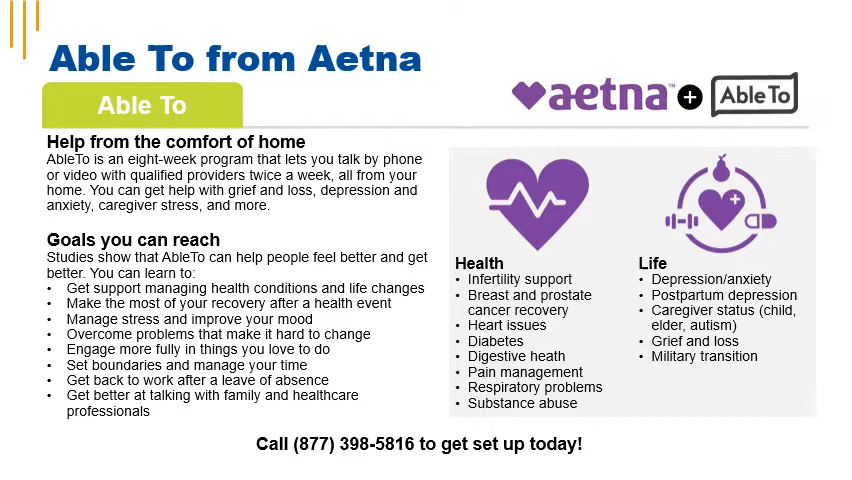 Able To from Aetna
Able To
aetna™ + AbleTo
Help from the comfort of home
AbleTo is an eight-week program that lets you talk by phone
or video with qualified providers twice a week, all from your
home. You can get help with grief and loss, depression and
anxiety, caregiver stress, and more.
Goals you can reach
Studies show that AbleTo can help people feel better and get
better. You can learn to:
• Get support managing health conditions and life changes
• Make the most of your recovery after a health event
• Manage stress and improve your mood
• Overcome problems that make it hard to change
• Engage more fully in things you love to do
• Set boundaries and manage your time
• Get back to work after a leave of absence
• Get better at talking with family and healthcare
professionals
Health
• Infertility support
• Breast and prostate
cancer recovery
• Heart issues
• Diabetes
• Digestive heath
• Pain management
• Respiratory problems
• Substance abuse
Life
• Depression/anxiety
• Postpartum depression
• Caregiver status (child,
elder, autism)
• Grief and loss
• Military transition
Call (877) 398-5816 to get set up today!